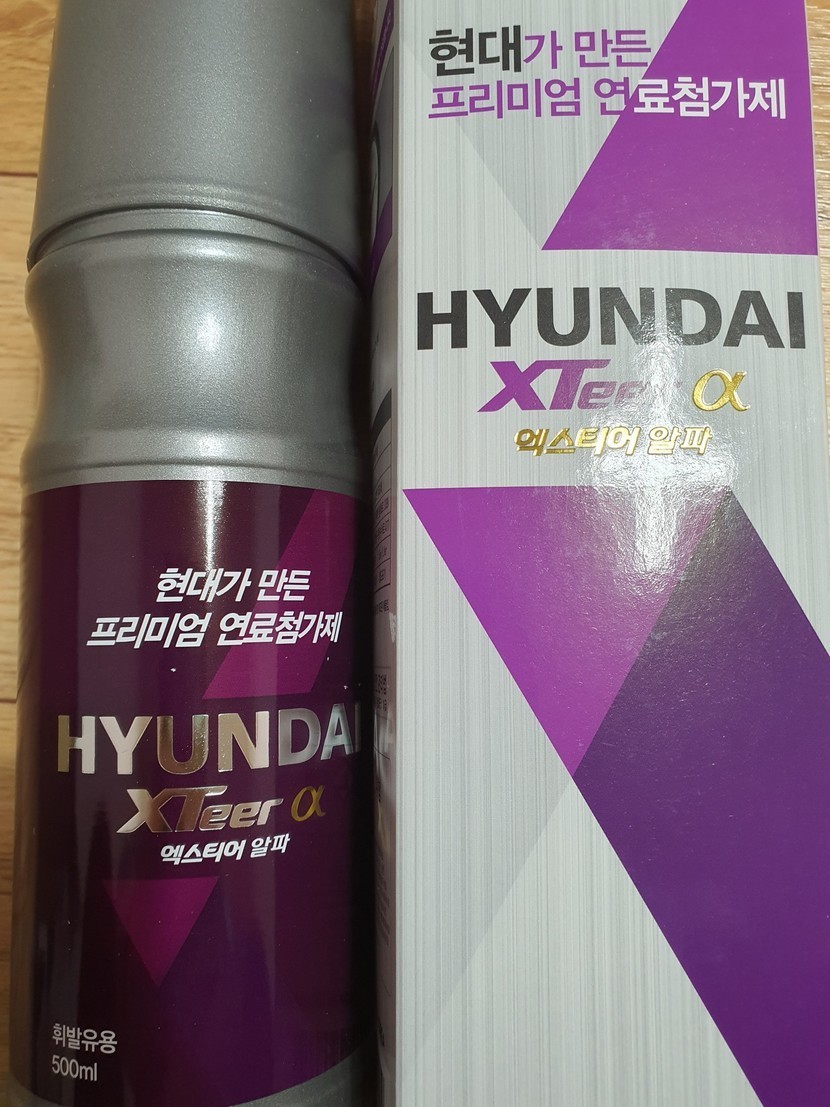 현대가 만든
프리미엄 연료첨가제
HYUNDAI
XTeer α
엑스티어 알파
휘발유용
500ml
현대가 만든
프리미엄 연료첨가제
HYUNDAI
XTeer α
엑스티어 알파